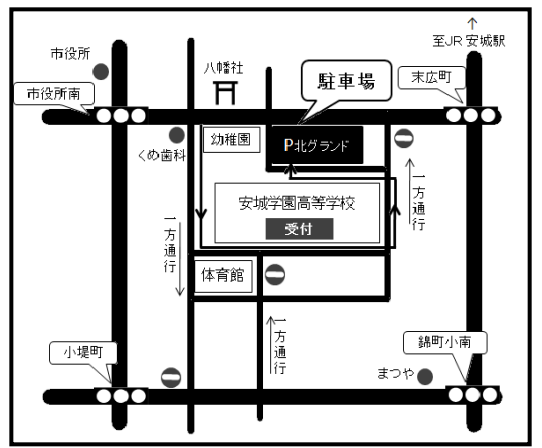 ↑
至JR安城駅
市役所
八幡社
駐車場
末広町
市役所南
幼稚園
P北グランド
くめ歯科
一方通行
安城学園高等学校
受付
一方通行
体育館
一方通行
小堤町
錦町小南
まつや